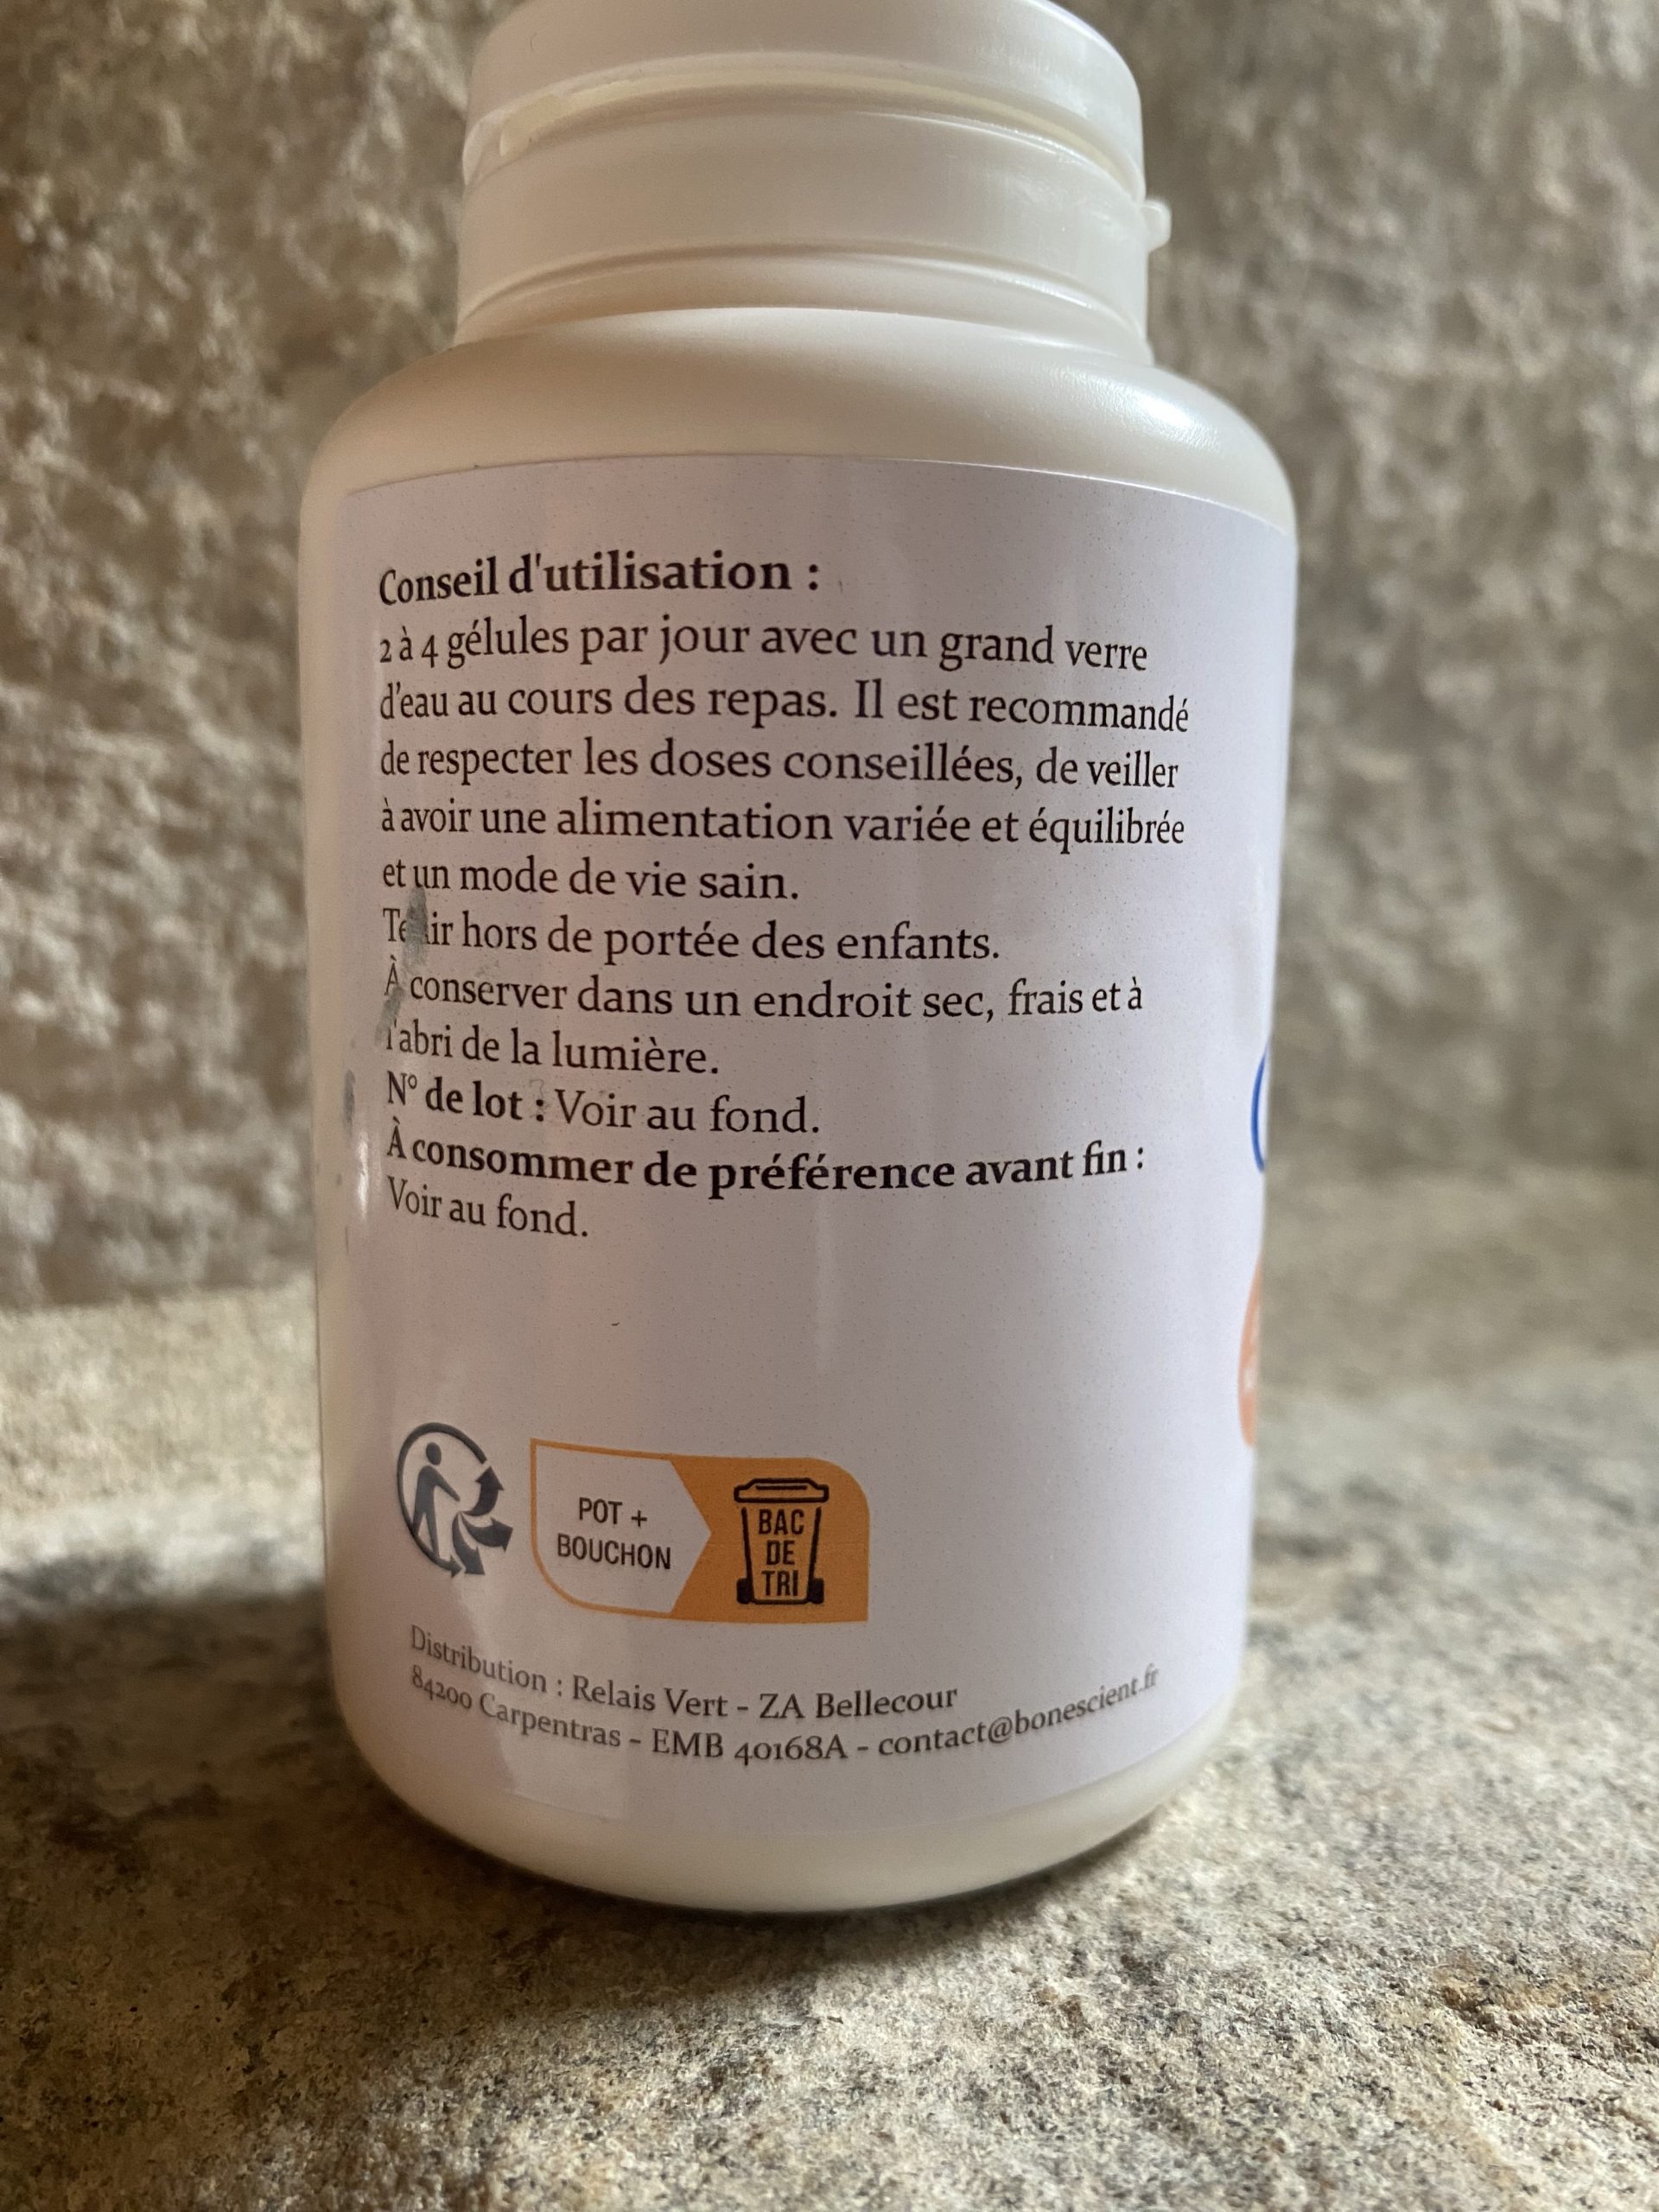 Conseil d'utilisation :
2 à 4 gélules par jour avec un grand verre
d'eau au cours des repas. Il est recommandé
de respecter les doses conseillées, de veiller
à avoir une alimentation variée et équilibrée
et un mode de vie sain.
Tenir hors de portée des enfants.
À conserver dans un endroit sec, frais et à
l'abri de la lumière.
N° de lot : Voir au fond.
À consommer de préférence avant fin :
Voir au fond.
POT +
BOUCHON
BAC
DE
TRI
Distribution : Relais Vert - ZA Bellecour
84200 Carpentras - EMB 40168A - contact@bonescient.fr